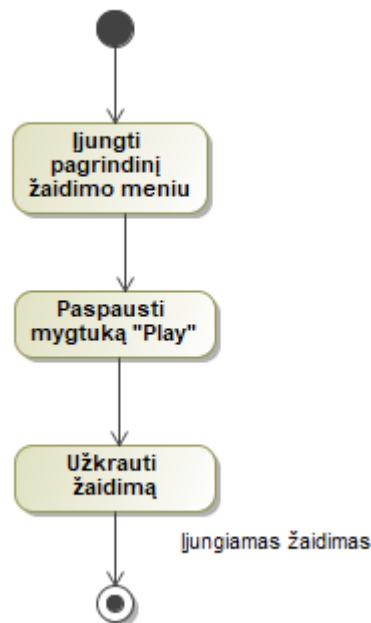 Įjungti
pagrindinį
žaidimo meniu
Paspausti
mygtuką "Play"
Užkrauti
žaidimą
Įjungiamas žaidimas